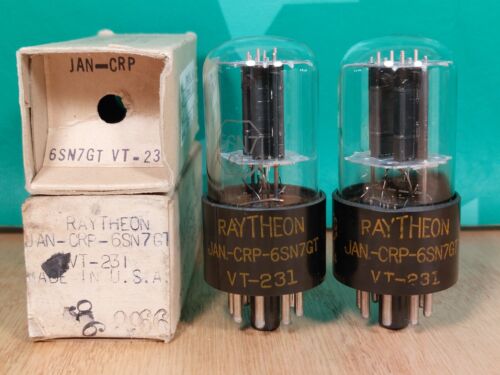 JAN-CRP
6SN7GT VT-23
RAYTHEON
JAN-CRP-6SN7GT
VT-231
MADE IN U.S.A.
RAYTHEON
JAN-CRP-6SN7GT
VT-231
RAYTHEON
JAN-CRP-6SN7GT
VT-231